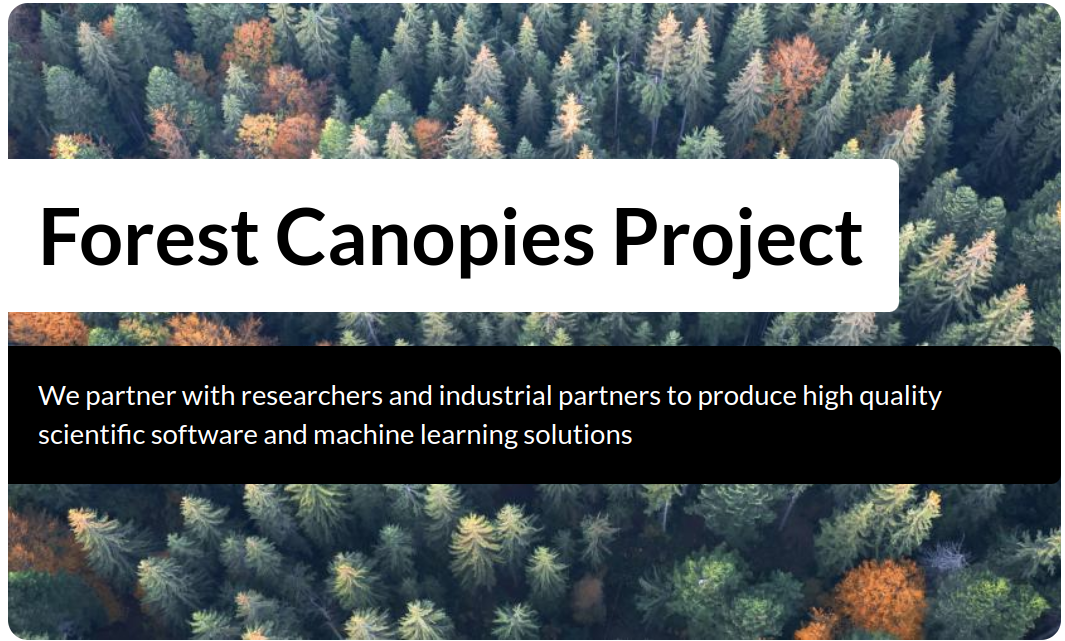 Forest Canopies Project
We partner with researchers and industrial partners to produce high quality
scientific software and machine learning solutions